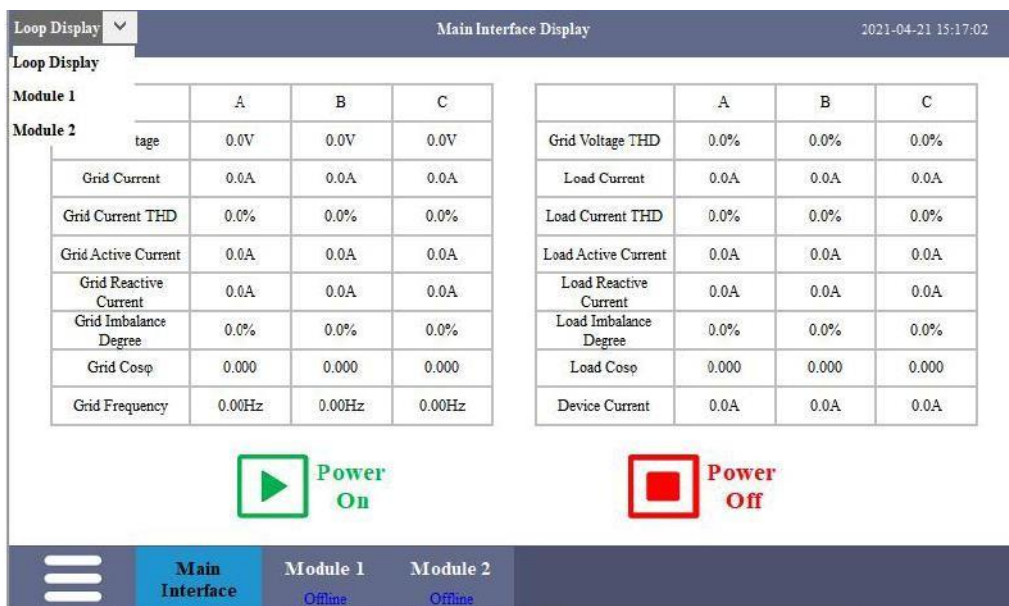 Loop Display Main Interface Display 2021-04-21 15:17:02
Loop Display
Module 1
Module 2
A B C
tage 0.0V 0.0V 0.0V
Grid Current 0.0A 0.0A 0.0A
Grid Current THD 0.0% 0.0% 0.0%
Grid Active Current 0.0A 0.0A 0.0A
Grid Reactive
Current 0.0A 0.0A 0.0A
Grid Imbalance
Degree 0.0% 0.0% 0.0%
Grid Cosφ 0.000 0.000 0.000
Grid Frequency 0.00Hz 0.00Hz 0.00Hz
A B C
Grid Voltage THD 0.0% 0.0% 0.0%
Load Current 0.0A 0.0A 0.0A
Load Current THD 0.0% 0.0% 0.0%
Load Active Current 0.0A 0.0A 0.0A
Load Reactive
Current 0.0A 0.0A 0.0A
Load Imbalance
Degree 0.0% 0.0% 0.0%
Load Cosφ 0.000 0.000 0.000
Device Current 0.0A 0.0A 0.0A
Power
On
Power
Off
Main
Interface
Module 1
Offline
Module 2
Offline